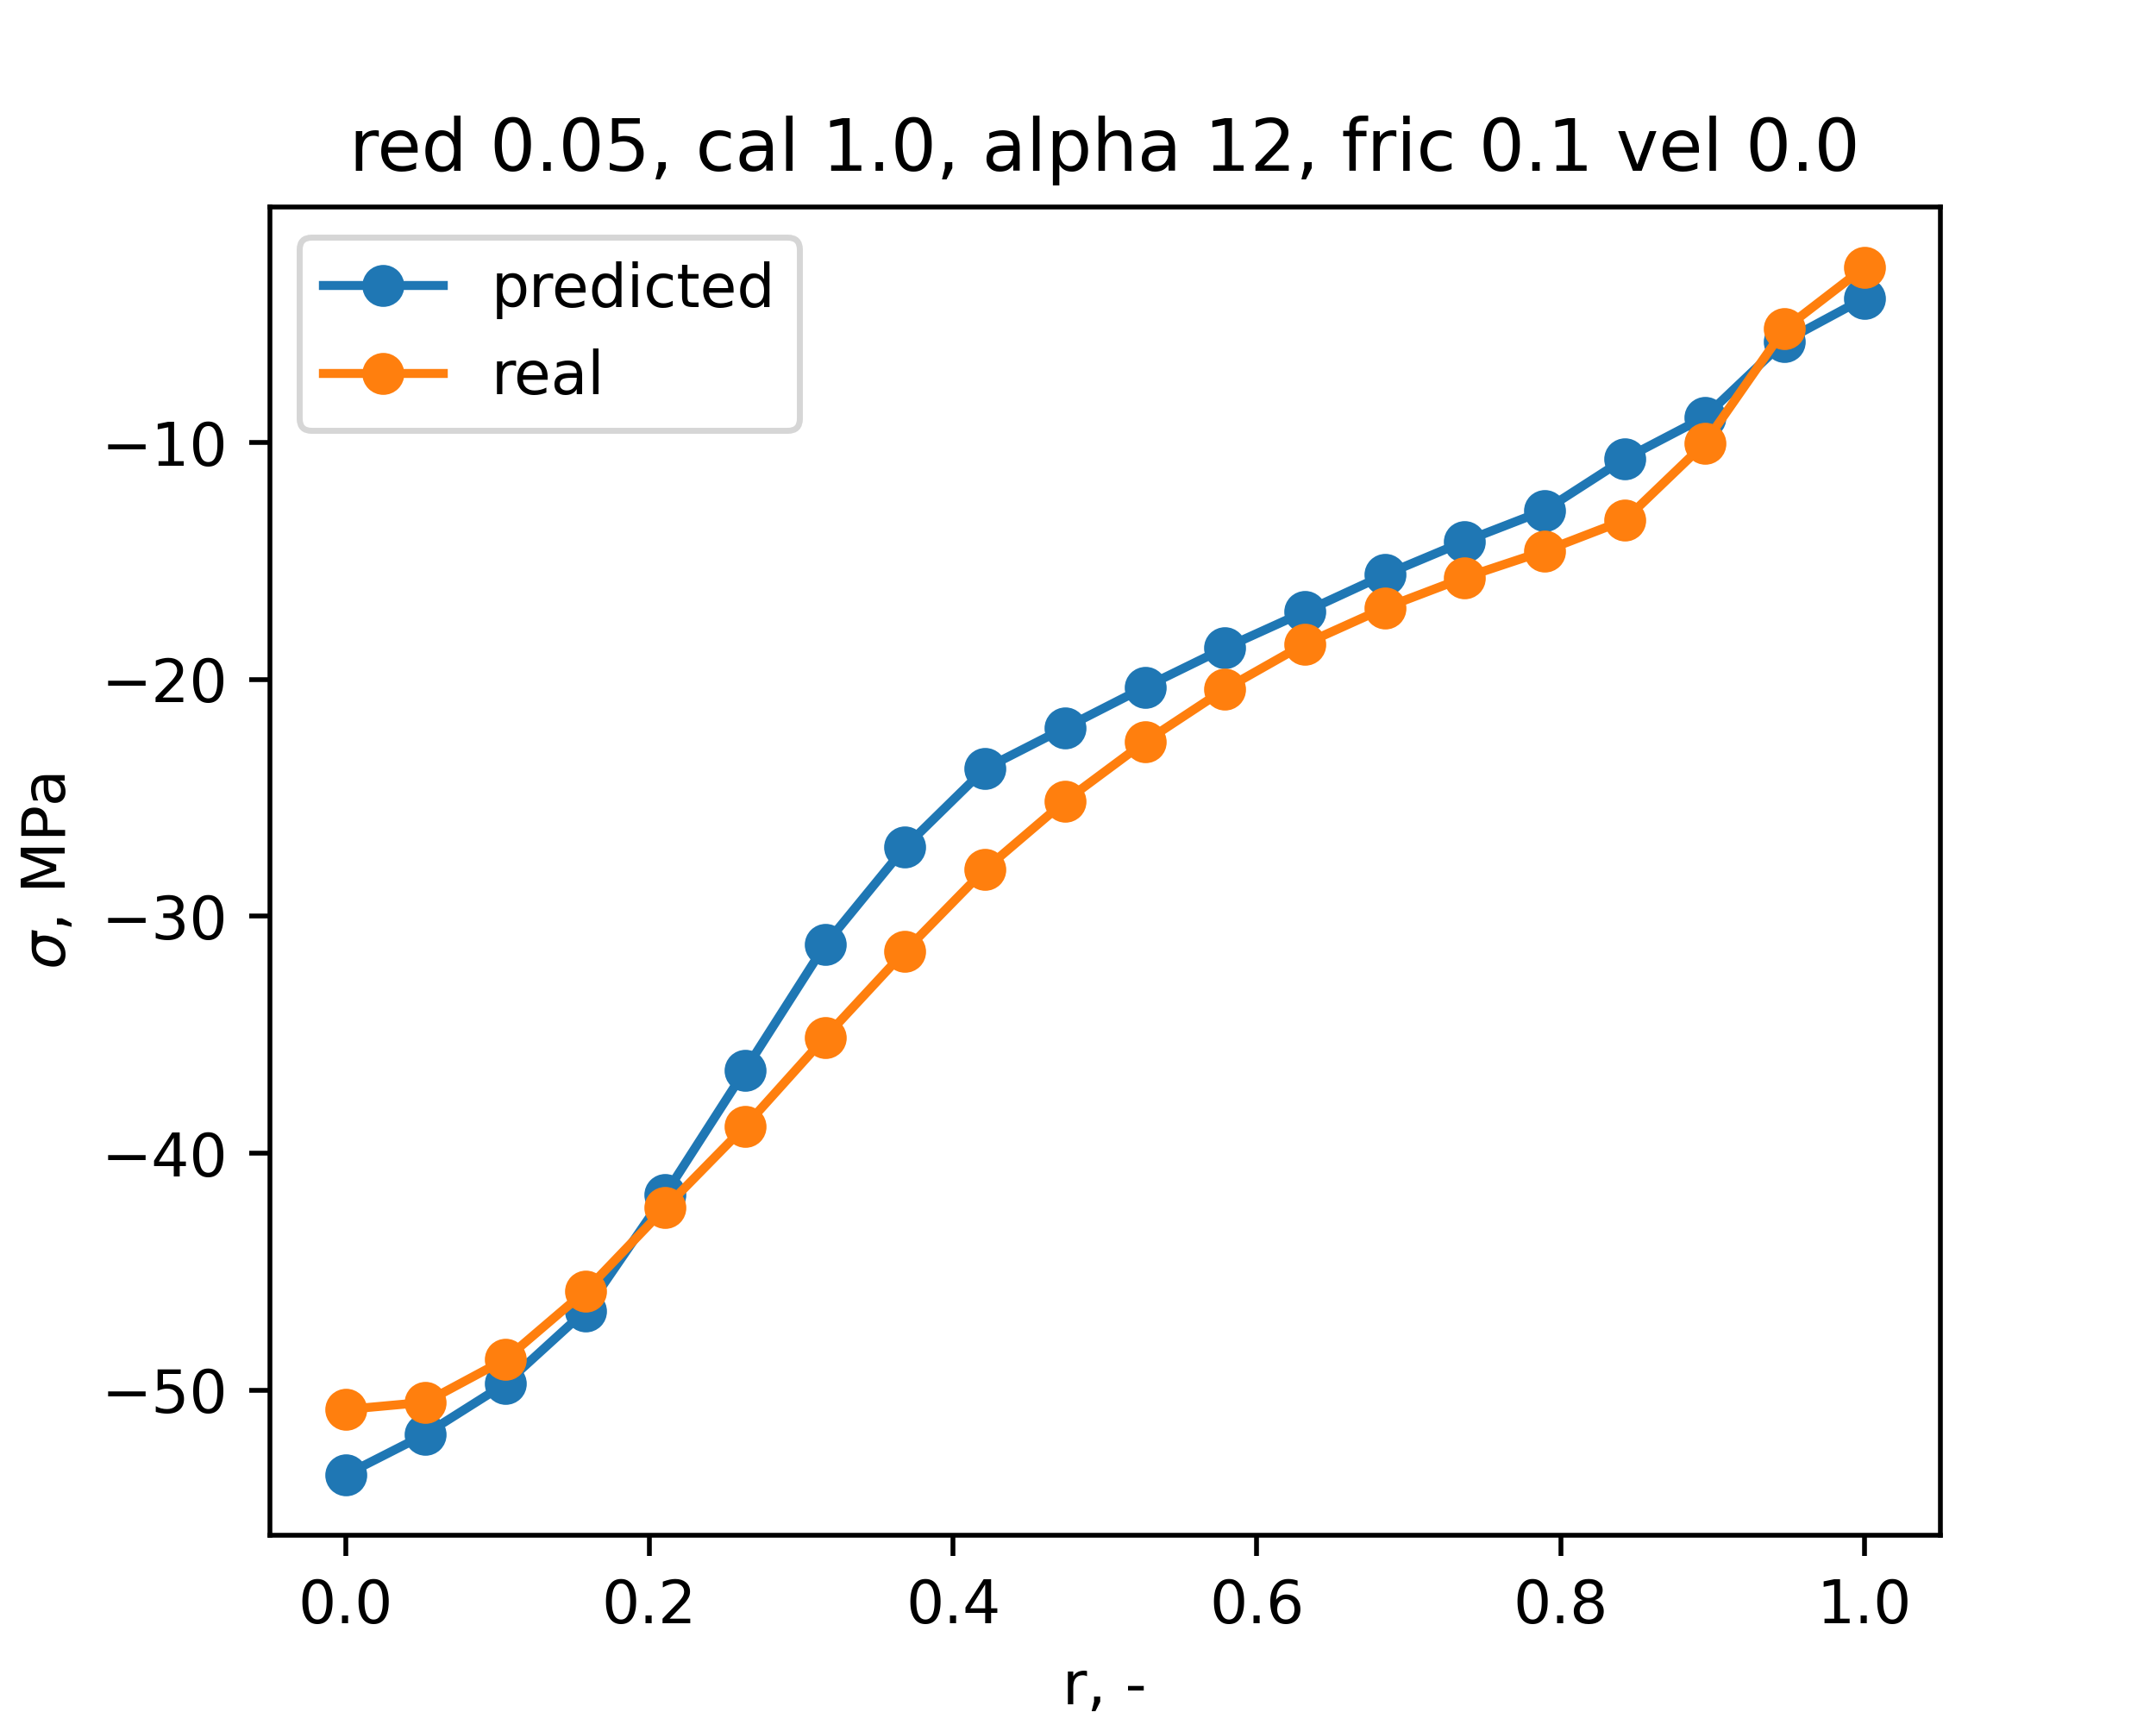 red 0.05, cal 1.0, alpha 12, fric 0.1 vel 0.0
predicted
real
−10
−20
−30
−40
−50
σ, MPa
0.0 0.2 0.4 0.6 0.8 1.0
r, -